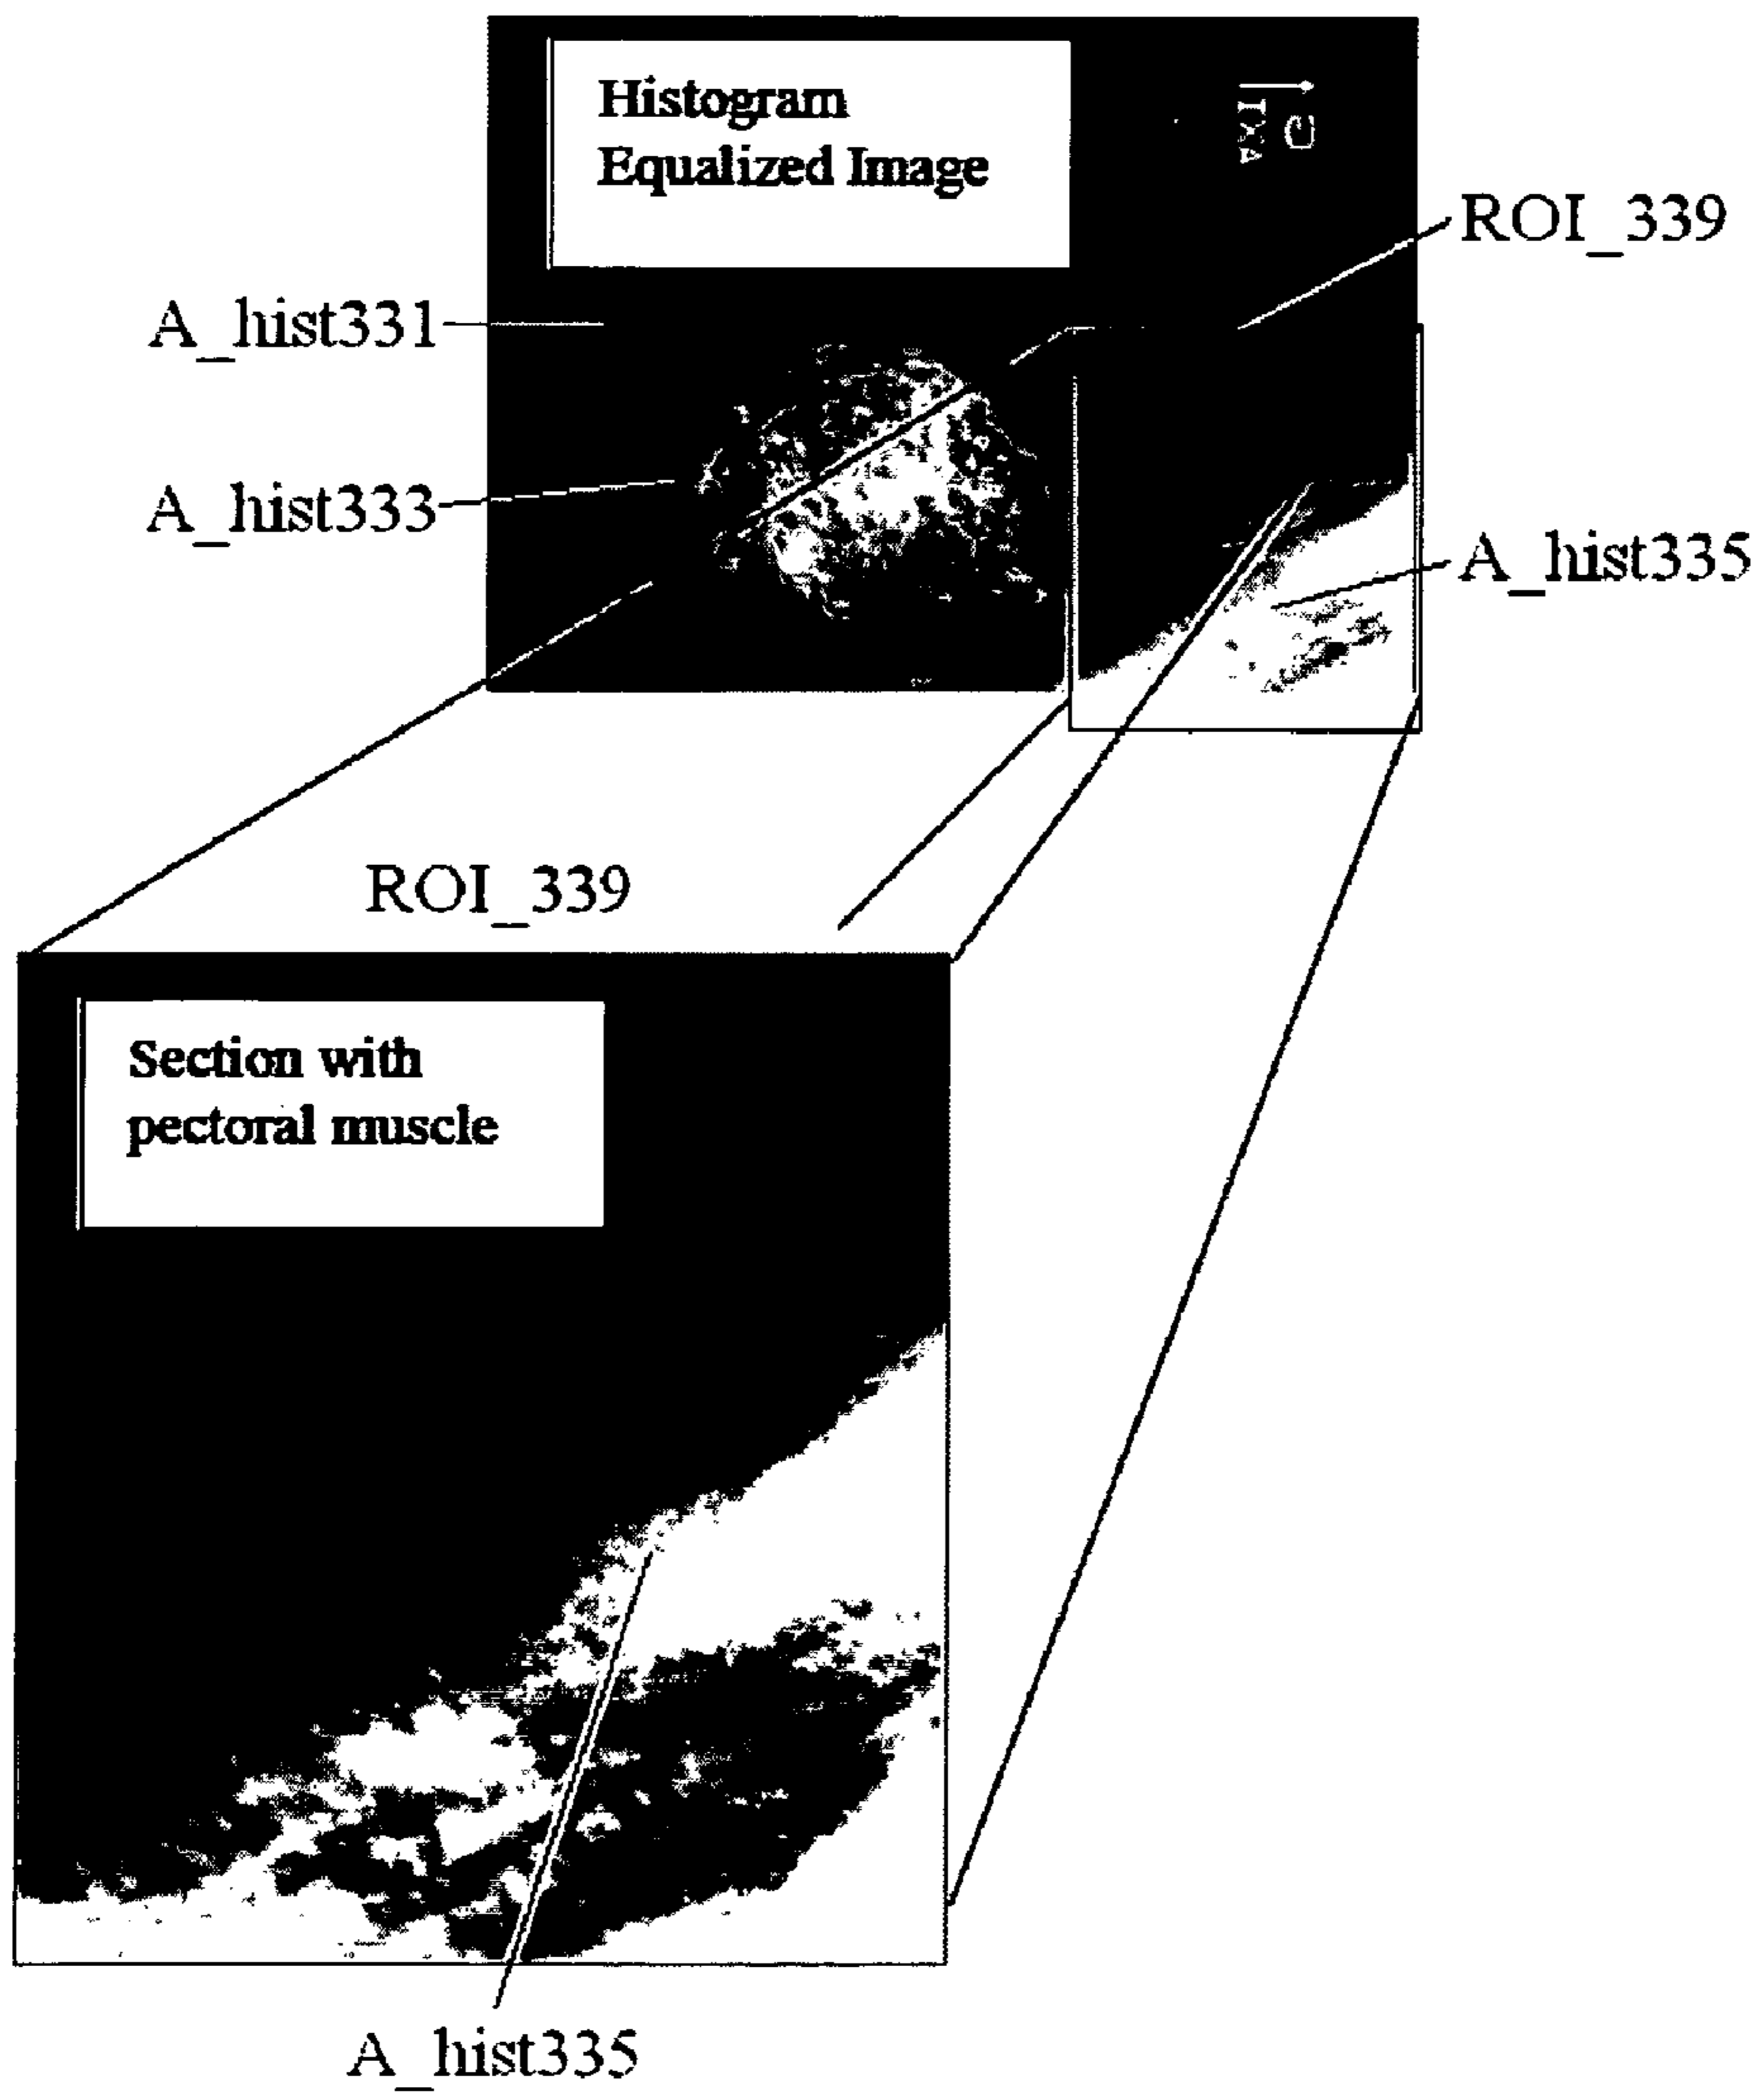 Histogram
Equalized Image
ROI_339
A_hist331
A_hist333
A_hist335
ROI_339
Section with
pectoral muscle
A_hist335